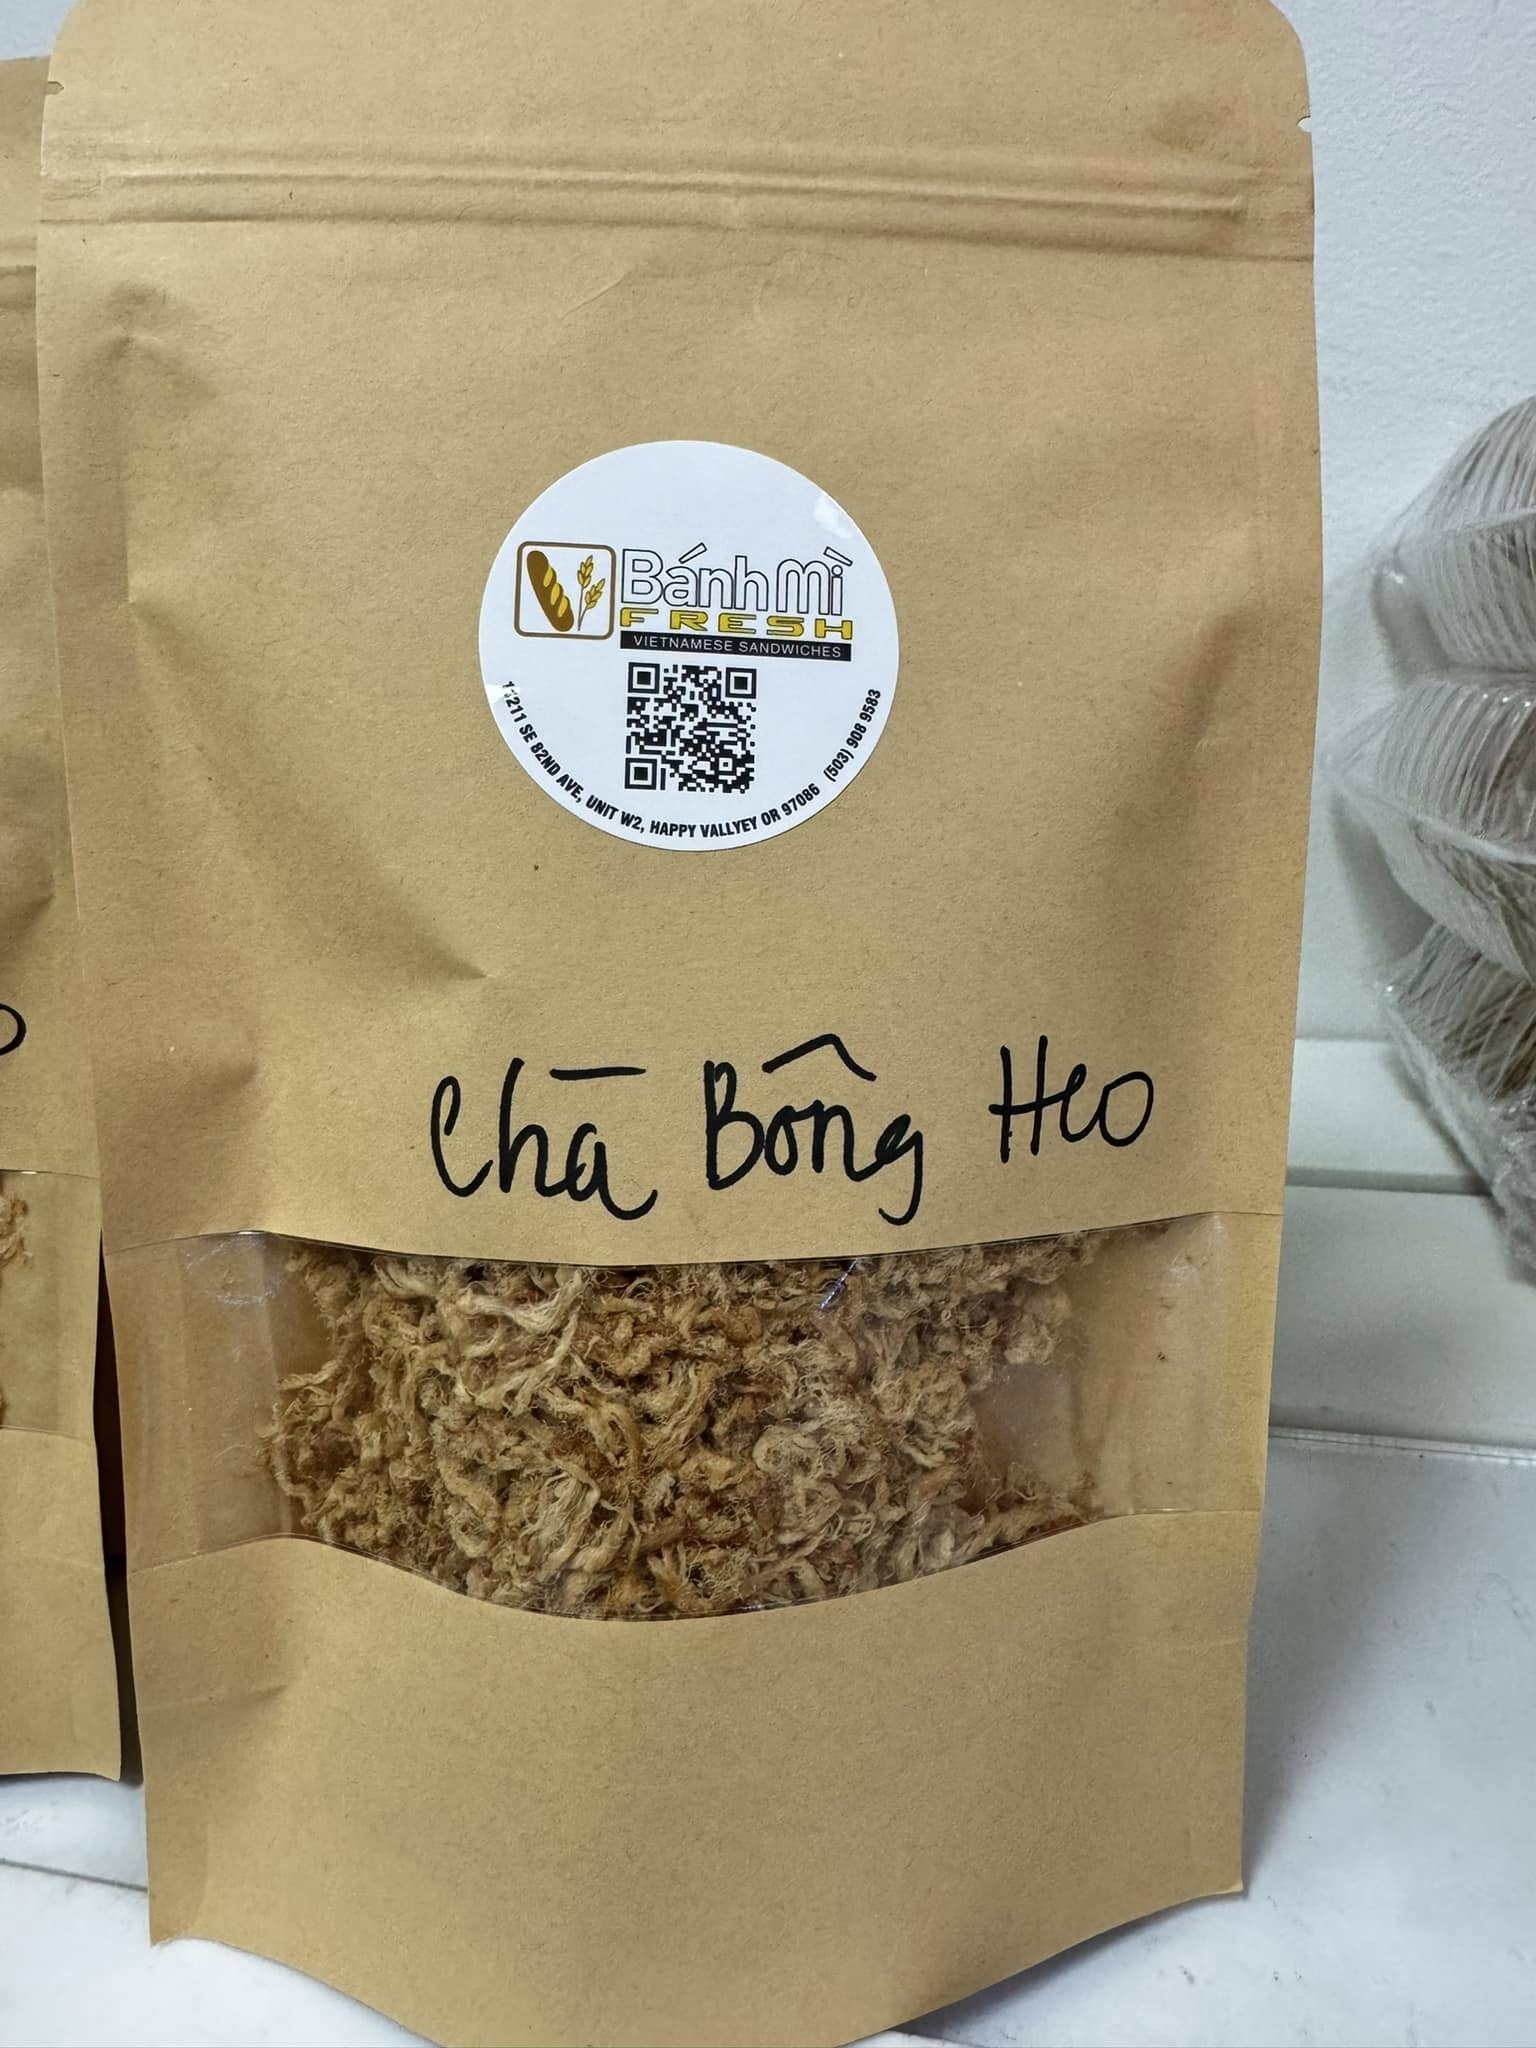 Bánh Mì
FRESH
VIETNAMESE SANDWICHES
11211 SE 82ND AVE, UNIT W2, HAPPY VALLYEY OR 97086 (503) 908 9583
Chā Bông Heo